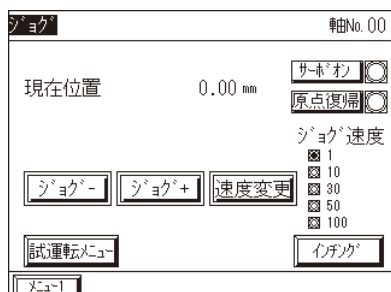 ｼﾞｮｸﾞ 軸No. 00
現在位置 0.00 mm
ｻｰﾎﾞｵﾝ
原点復帰
ｼﾞｮｸﾞ速度
1
10
30
50
100
ｼﾞｮｸﾞ- ｼﾞｮｸﾞ+ 速度変更
試運転ﾒﾆｭｰ ｲﾝﾁﾝｸﾞ
ﾒﾆｭｰ1